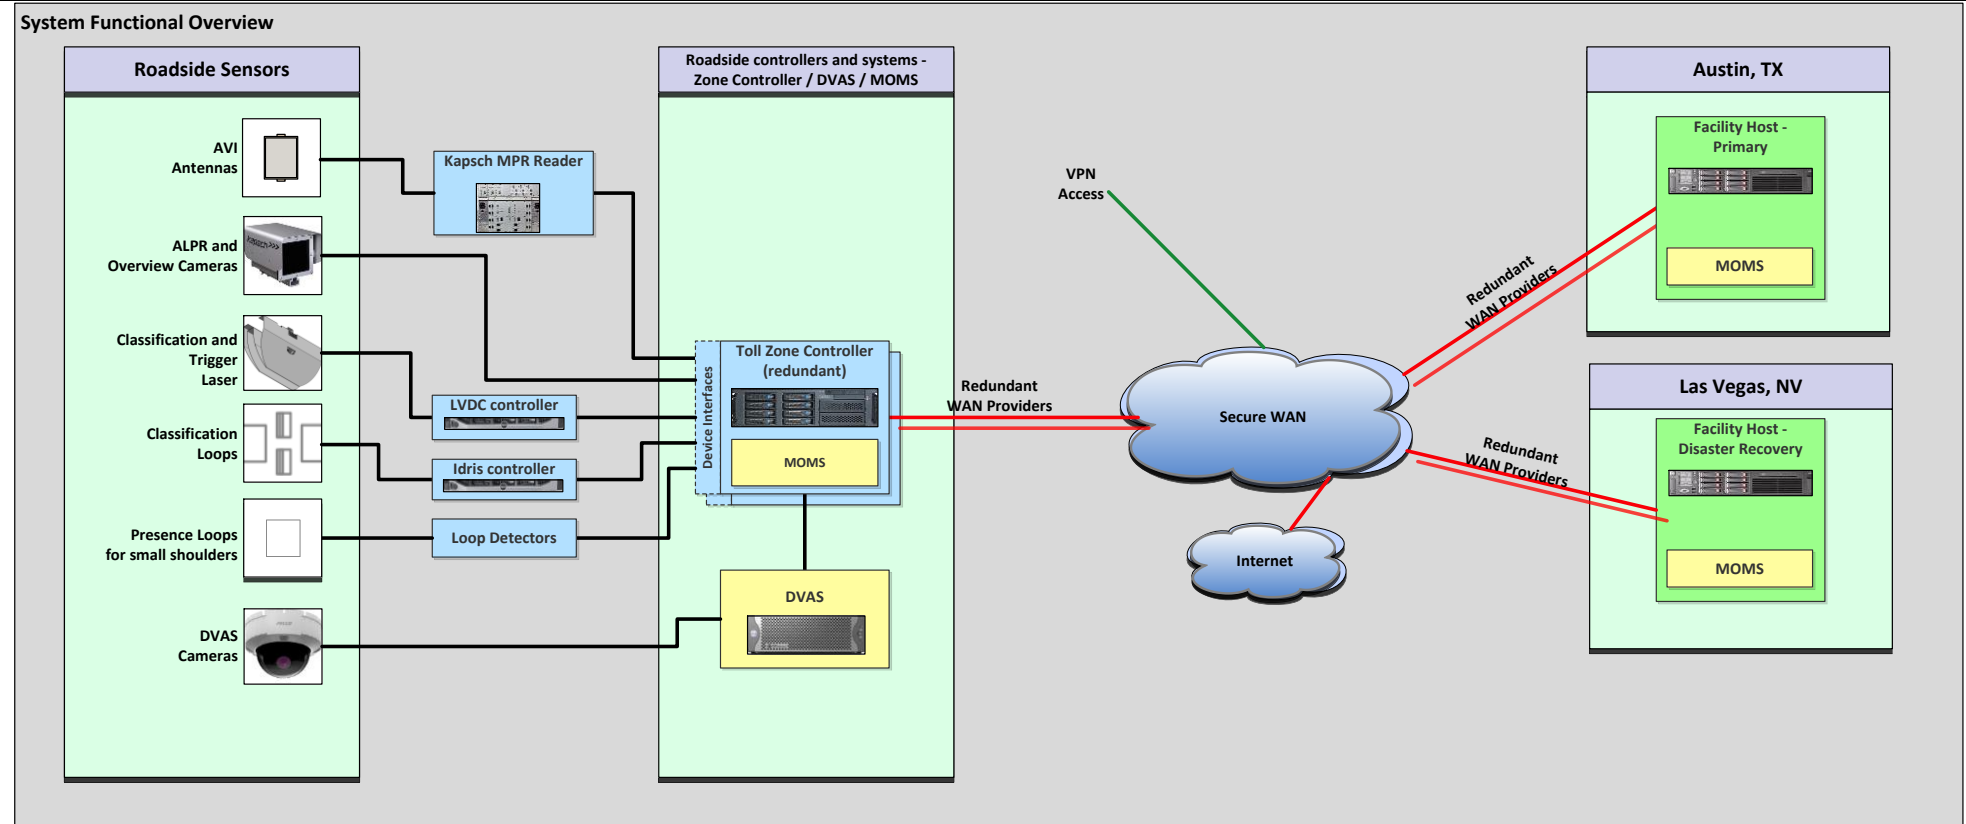 System Functional Overview
Roadside Sensors
AVI
Antennas
ALPR and
Overview Cameras
Classification and
Trigger
Laser
Classification
Loops
Presence Loops
for small shoulders
DVAS
Cameras
Kapsch MPR Reader
LVDC controller
Idris controller
Loop Detectors
Roadside controllers and systems -
Zone Controller / DVAS / MOMS
Device Interfaces
Toll Zone Controller
(redundant)
MOMS
DVAS
Redundant
WAN Providers
VPN
Access
Secure WAN
Internet
Redundant
WAN Providers
Redundant
WAN Providers
Austin, TX
Facility Host -
Primary
MOMS
Las Vegas, NV
Facility Host -
Disaster Recovery
MOMS